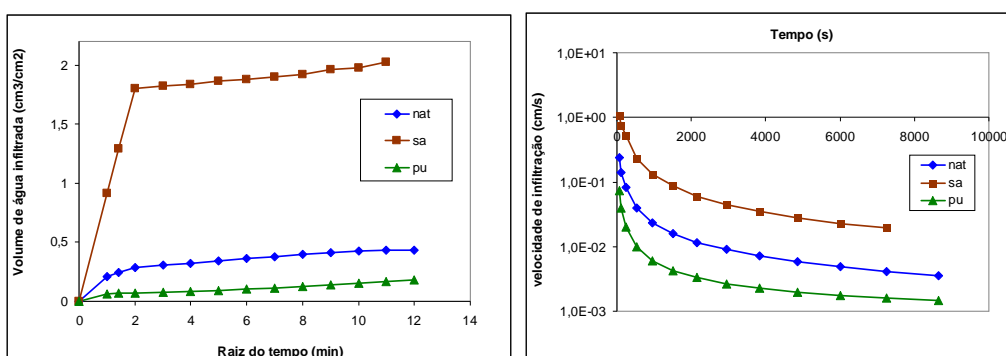 Volume de água infiltrada (cm3/cm2)
2
1,5
1
0,5
0
nat
sa
pu
0 2 4 6 8 10 12 14
Raiz do tempo (min)
Tempo (s)
velocidade de infiltração (cm/s)
1,0E+01
1,0E+00
1,0E-01
1,0E-02
1,0E-03
0 2000 4000 6000 8000 10000
nat
sa
pu